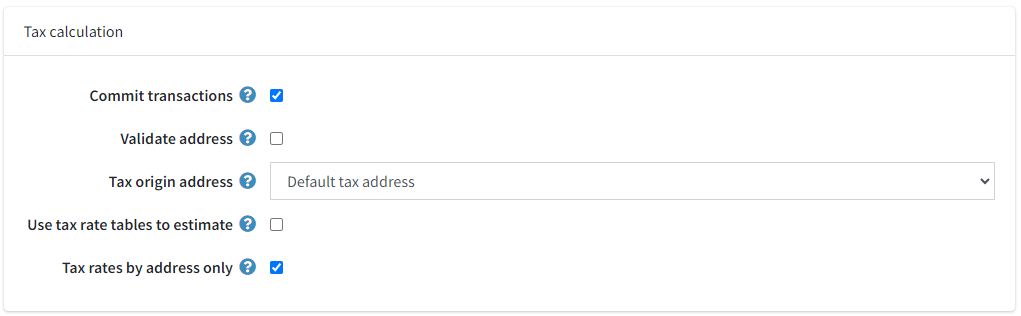 Tax calculation
Commit transactions ?
Validate address ?
Tax origin address ? Default tax address
Use tax rate tables to estimate ?
Tax rates by address only ?